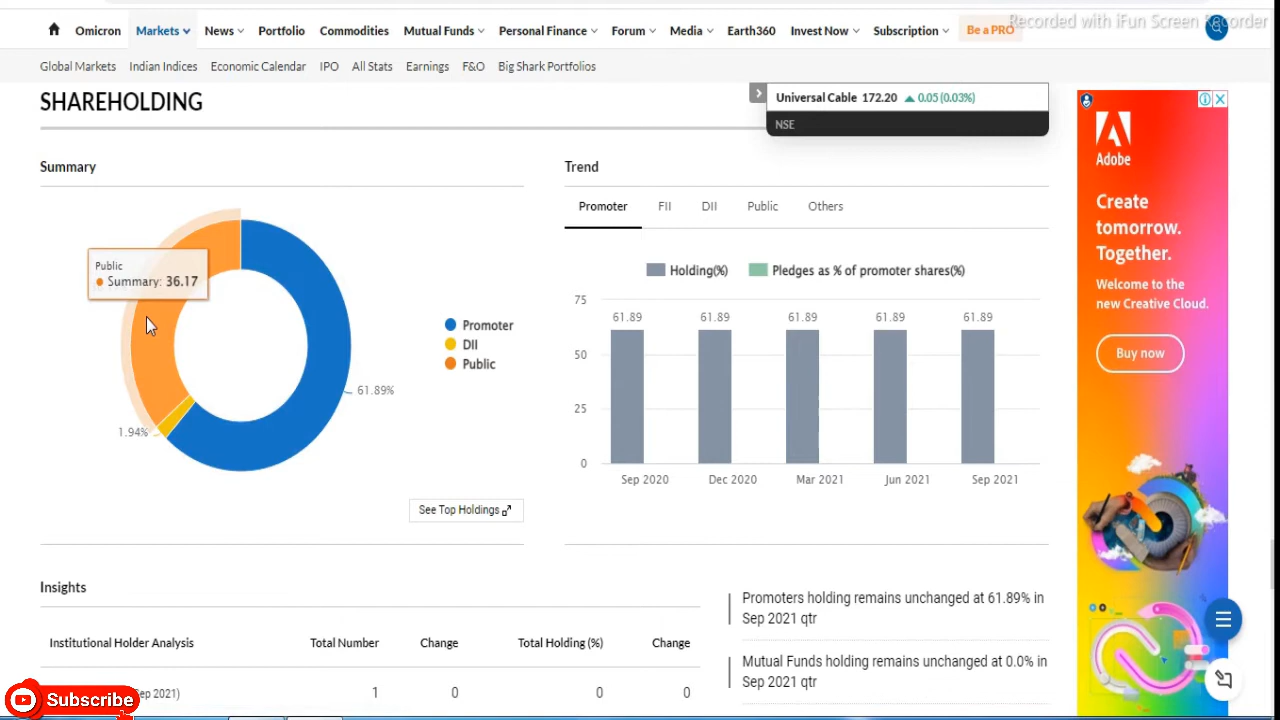 Recorded with iFun Screen Recorder
Omicron Markets News Portfolio Commodities Mutual Funds Personal Finance Forum Media Earth360 Invest Now Subscription Be a PRO
Global Markets Indian Indices Economic Calendar IPO All Stats Earnings F&O Big Shark Portfolios
SHAREHOLDING
Universal Cable 172.20 ▲ 0.05 (0.03%)
NSE
Summary
Public
Summary: 36.17
Promoter
DII
Public
61.89%
1.94%
See Top Holdings
Trend
Promoter FII DII Public Others
Holding(%) Pledges as % of promoter shares(%)
75
50
25
0
61.89 61.89 61.89 61.89 61.89
Sep 2020 Dec 2020 Mar 2021 Jun 2021 Sep 2021
Insights
Institutional Holder Analysis Total Number Change Total Holding (%) Change
ep 2021) 1 0 0 0
Promoters holding remains unchanged at 61.89% in
Sep 2021 qtr
Mutual Funds holding remains unchanged at 0.0% in
Sep 2021 qtr
Adobe
Create
tomorrow.
Together.
Welcome to the
new Creative Cloud.
Buy now
Subscribe